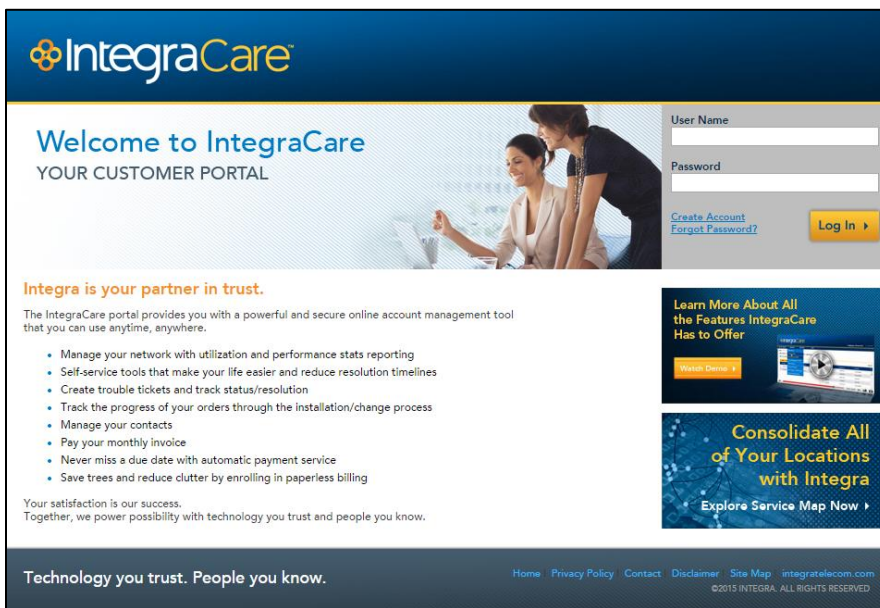 IntegraCare™
Welcome to IntegraCare
YOUR CUSTOMER PORTAL
User Name
Password
Create Account
Forgot Password?
Log In
Integra is your partner in trust.
The IntegraCare portal provides you with a powerful and secure online account management tool
that you can use anytime, anywhere.
• Manage your network with utilization and performance stats reporting
• Self-service tools that make your life easier and reduce resolution timelines
• Create trouble tickets and track status/resolution
• Track the progress of your orders through the installation/change process
• Manage your contacts
• Pay your monthly invoice
• Never miss a due date with automatic payment service
• Save trees and reduce clutter by enrolling in paperless billing
Your satisfaction is our success.
Together, we power possibility with technology you trust and people you know.
Learn More About All
the Features IntegraCare
Has to Offer
Watch Demo
IntegraCare
Consolidate All
of Your Locations
with Integra
Explore Service Map Now
Technology you trust. People you know.
Home Privacy Policy Contact Disclaimer Site Map integratelecom.com
©2015 INTEGRA. ALL RIGHTS RESERVED